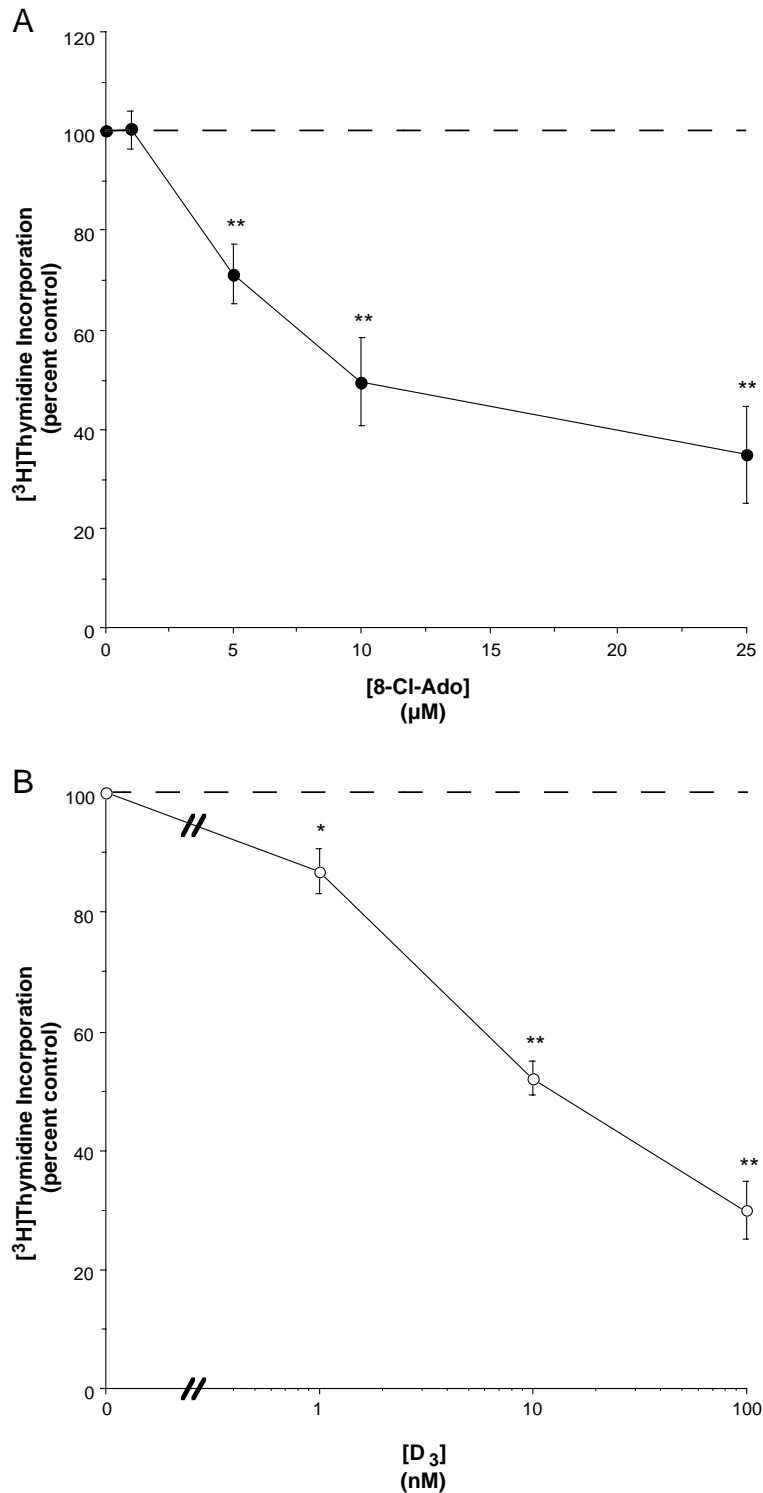 A
120
100
80
60
40
20
0
[³H]Thymidine Incorporation
(percent control)
**
**
**
0 5 10 15 20 25
[8-Cl-Ado]
(µM)
B
100
80
60
40
20
0
[³H]Thymidine Incorporation
(percent control)
*
**
**
0 1 10 100
[D₃]
(nM)